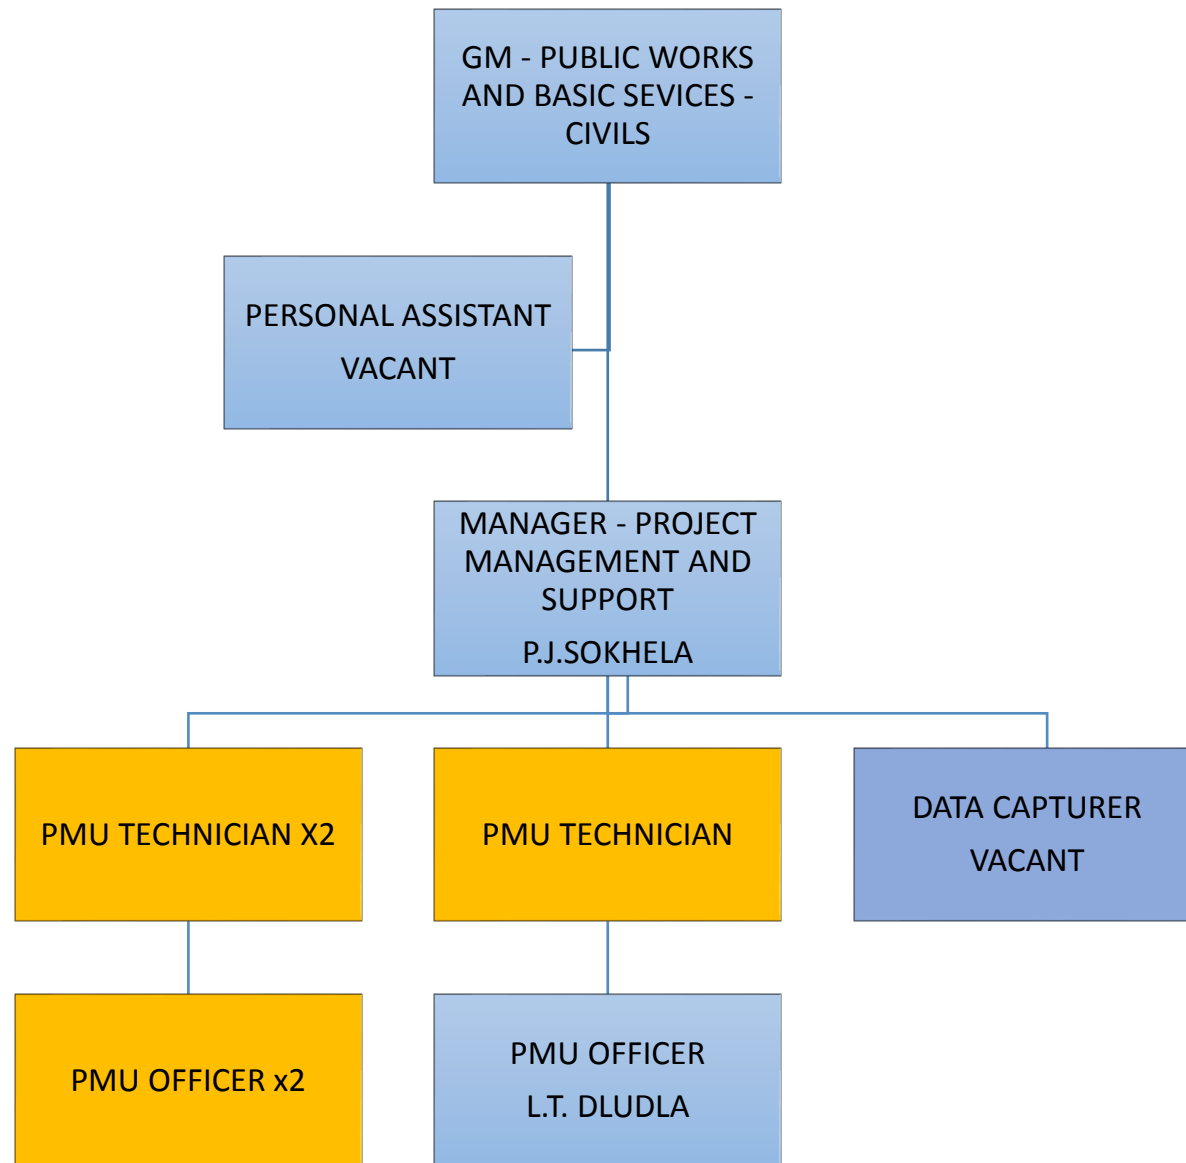 GM - PUBLIC WORKS
AND BASIC SEVICES -
CIVILS
PERSONAL ASSISTANT
VACANT
MANAGER - PROJECT
MANAGEMENT AND
SUPPORT
P.J.SOKHELA
PMU TECHNICIAN X2
PMU TECHNICIAN
DATA CAPTURER
VACANT
PMU OFFICER x2
PMU OFFICER
L.T. DLUDLA